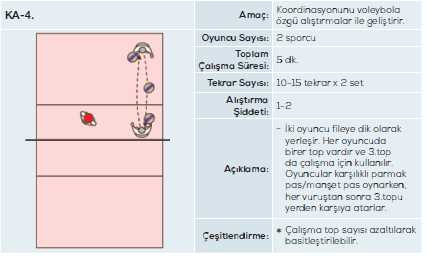 KA-4.
Amaç:
Koordinasyonunu voleybola
özgü alıştırmalar ile geliştirir.
Oyuncu Sayısı:
2 sporcu
Toplam
Çalışma Süresi:
5 dk.
Tekrar Sayısı:
10-15 tekrar x 2 set
Alıştırma
Şiddeti:
1-2
Açıklama:
- İki oyuncu fileye dik olarak
yerleşir. Her oyuncuda
birer top vardır ve 3.top
da çalışma için kullanılır.
Oyuncular karşılıklı parmak
pas/manşet pas oynarken,
her vuruştan sonra 3.topu
yerden karşıya atarlar.
Çeşitlendirme:
* Çalışma top sayısı azaltılarak
basitleştirilebilir.